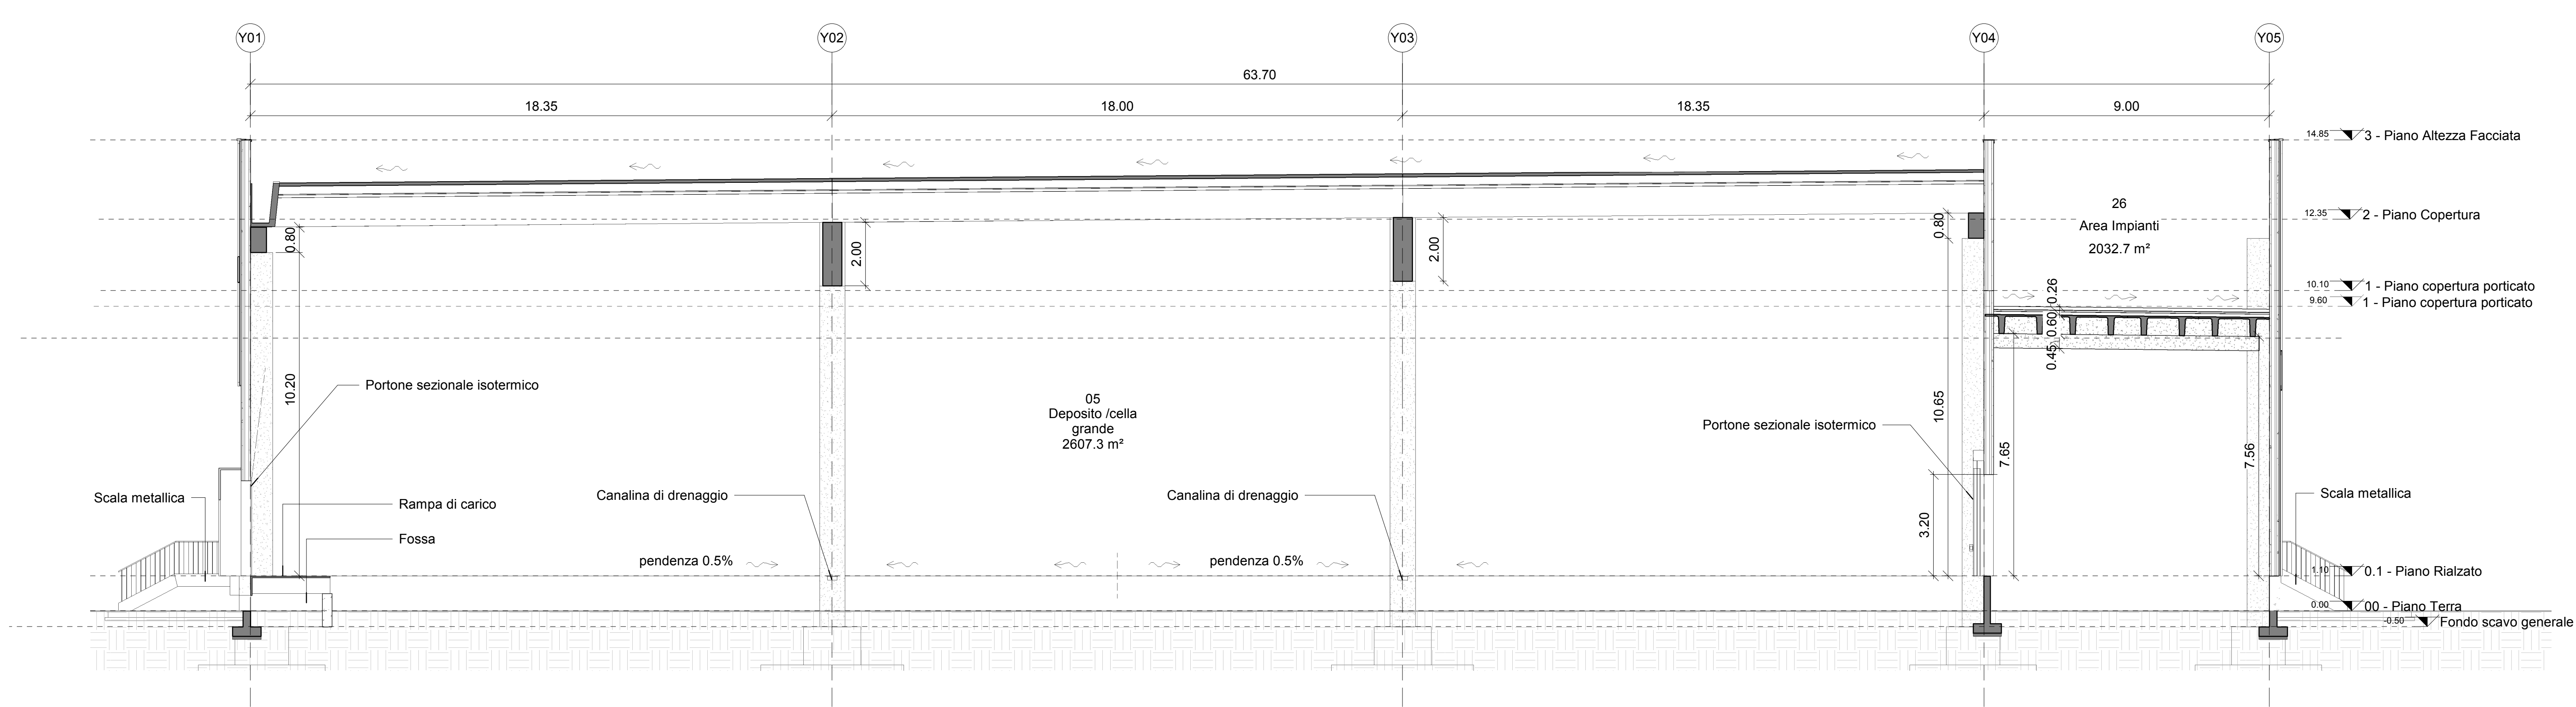 Y01
Y02
Y03
Y04
Y05
63.70
18.35
18.00
18.35
9.00
14.85
3 - Piano Altezza Facciata
26
Area Impianti
2032.7 m²
12.35
2 - Piano Copertura
0.80
2.00
2.00
0.80
10.10
1 - Piano copertura porticato
9.60
1 - Piano copertura porticato
0.26
0.60
0.45
10.20
Portone sezionale isotermico
05
Deposito /cella
grande
2607.3 m²
10.65
Portone sezionale isotermico
7.65
7.56
3.20
Scala metallica
Rampa di carico
Fossa
Canalina di drenaggio
Canalina di drenaggio
Scala metallica
pendenza 0.5%
pendenza 0.5%
1.10
0.1 - Piano Rialzato
0.00
00 - Piano Terra
-0.50
Fondo scavo generale